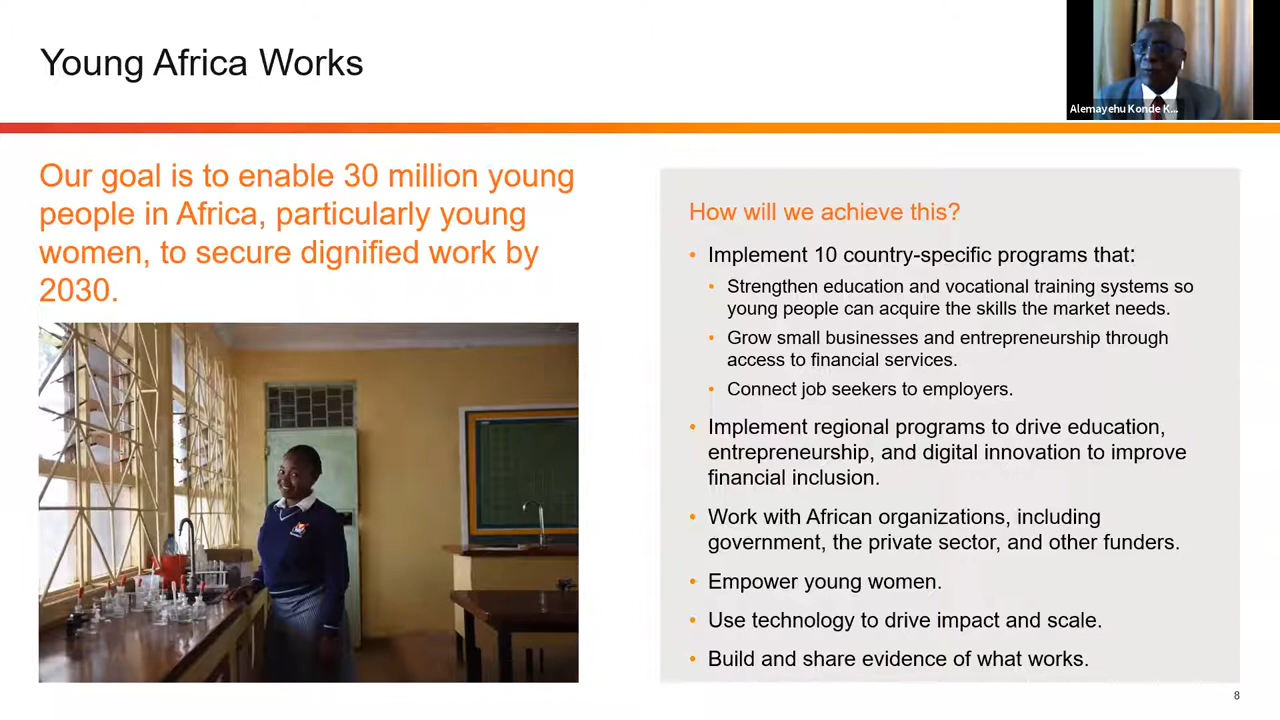 Young Africa Works
Alemayehu Konde K...
Our goal is to enable 30 million young
people in Africa, particularly young
women, to secure dignified work by
2030.
How will we achieve this?
• Implement 10 country-specific programs that:
• Strengthen education and vocational training systems so
young people can acquire the skills the market needs.
• Grow small businesses and entrepreneurship through
access to financial services.
• Connect job seekers to employers.
• Implement regional programs to drive education,
entrepreneurship, and digital innovation to improve
financial inclusion.
• Work with African organizations, including
government, the private sector, and other funders.
• Empower young women.
• Use technology to drive impact and scale.
• Build and share evidence of what works.
8